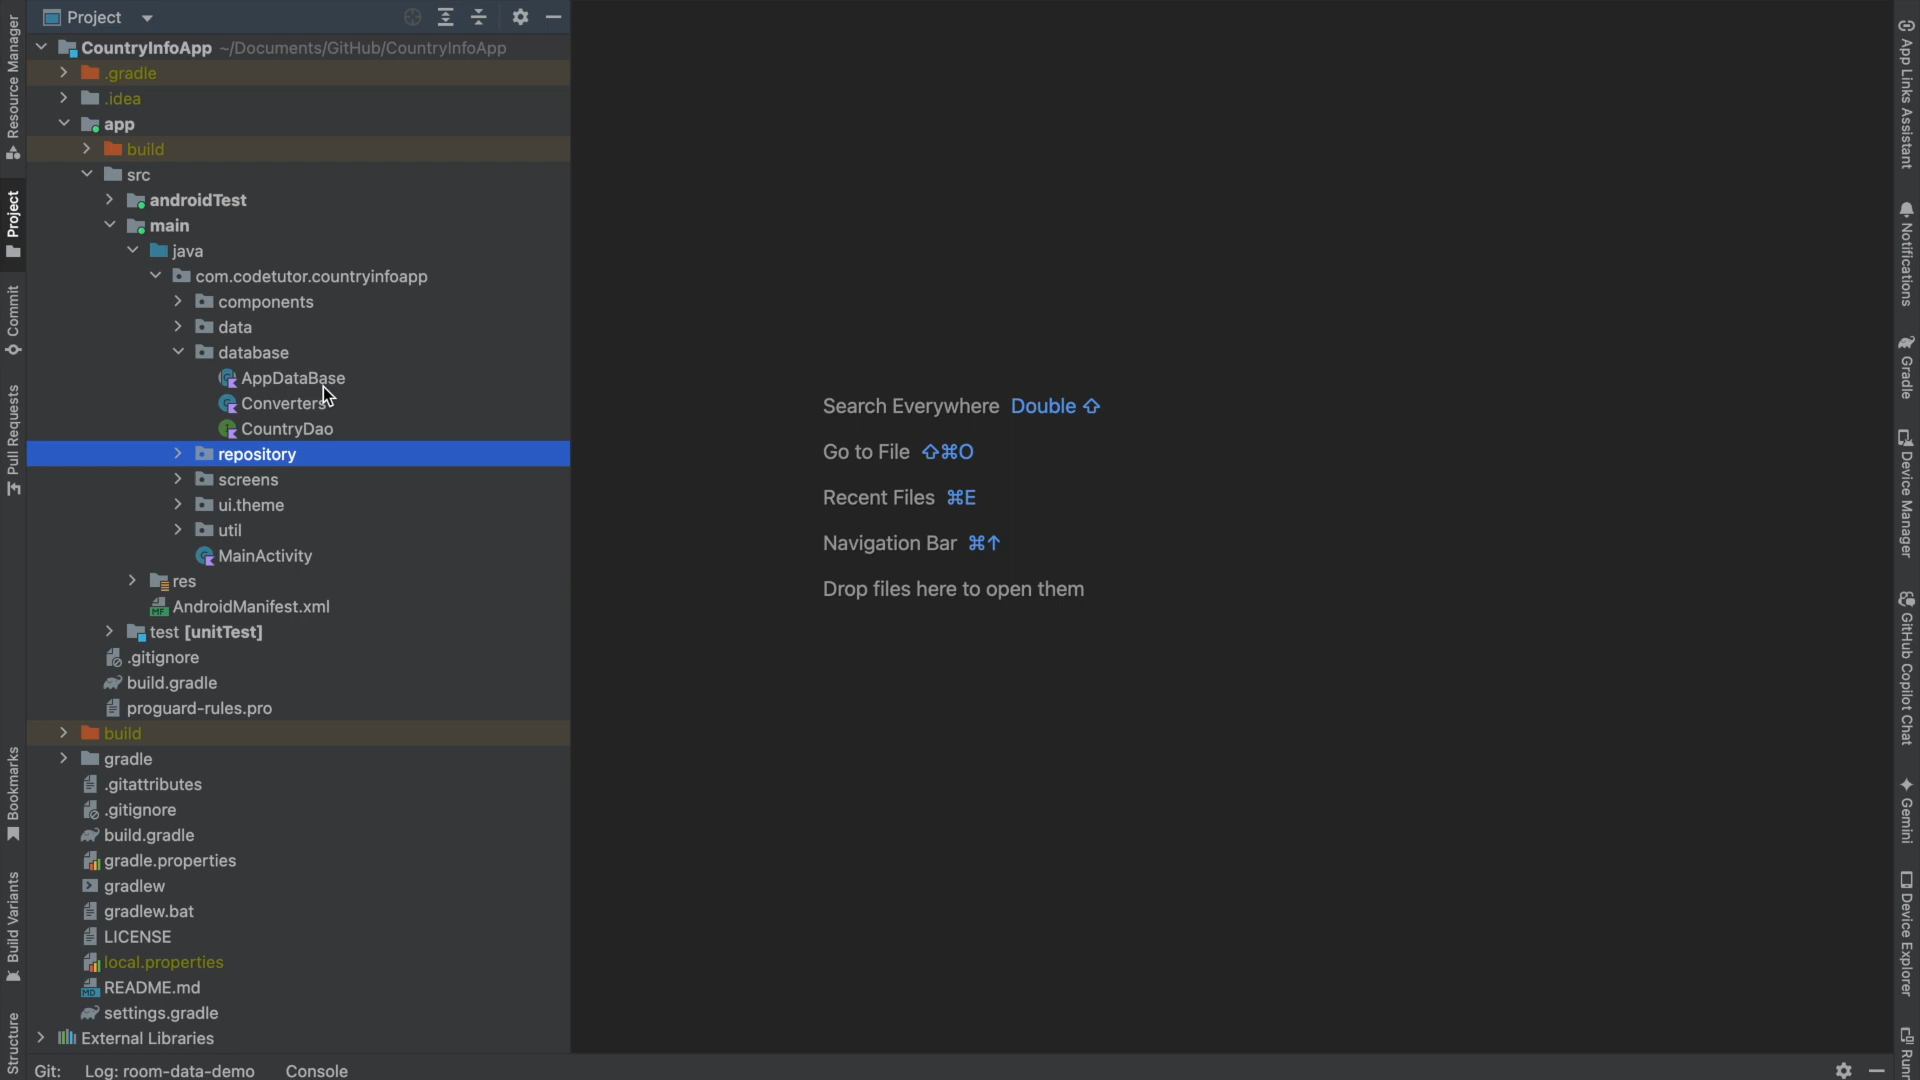 Project
CountryInfoApp ~/Documents/GitHub/CountryInfoApp
.gradle
.idea
app
build
src
androidTest
main
java
com.codetutor.countryinfoapp
components
data
database
AppDataBase
Converters
CountryDao
repository
screens
ui.theme
util
MainActivity
res
AndroidManifest.xml
test [unitTest]
.gitignore
build.gradle
proguard-rules.pro
build
gradle
.gitattributes
.gitignore
build.gradle
gradle.properties
gradlew
gradlew.bat
LICENSE
local.properties
README.md
settings.gradle
External Libraries
Resource Manager
Project
Commit
Pull Requests
Bookmarks
Build Variants
Structure
Search Everywhere Double ⇧
Go to File ⇧⌘O
Recent Files ⌘E
Navigation Bar ⌘↑
Drop files here to open them
App Links Assistant
Notifications
Gradle
Device Manager
GitHub Copilot Chat
Gemini
Device Explorer
Runn
Git: Log: room-data-demo Console